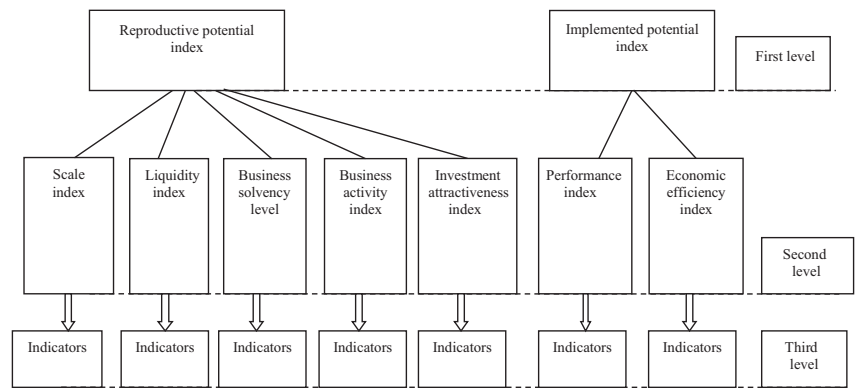 Reproductive potential
index
Implemented potential
index
First level
Scale
index
Liquidity
index
Business
solvency
level
Business
activity
index
Investment
attractiveness
index
Performance
index
Economic
efficiency
index
Second
level
Indicators
Indicators
Indicators
Indicators
Indicators
Indicators
Indicators
Third
level